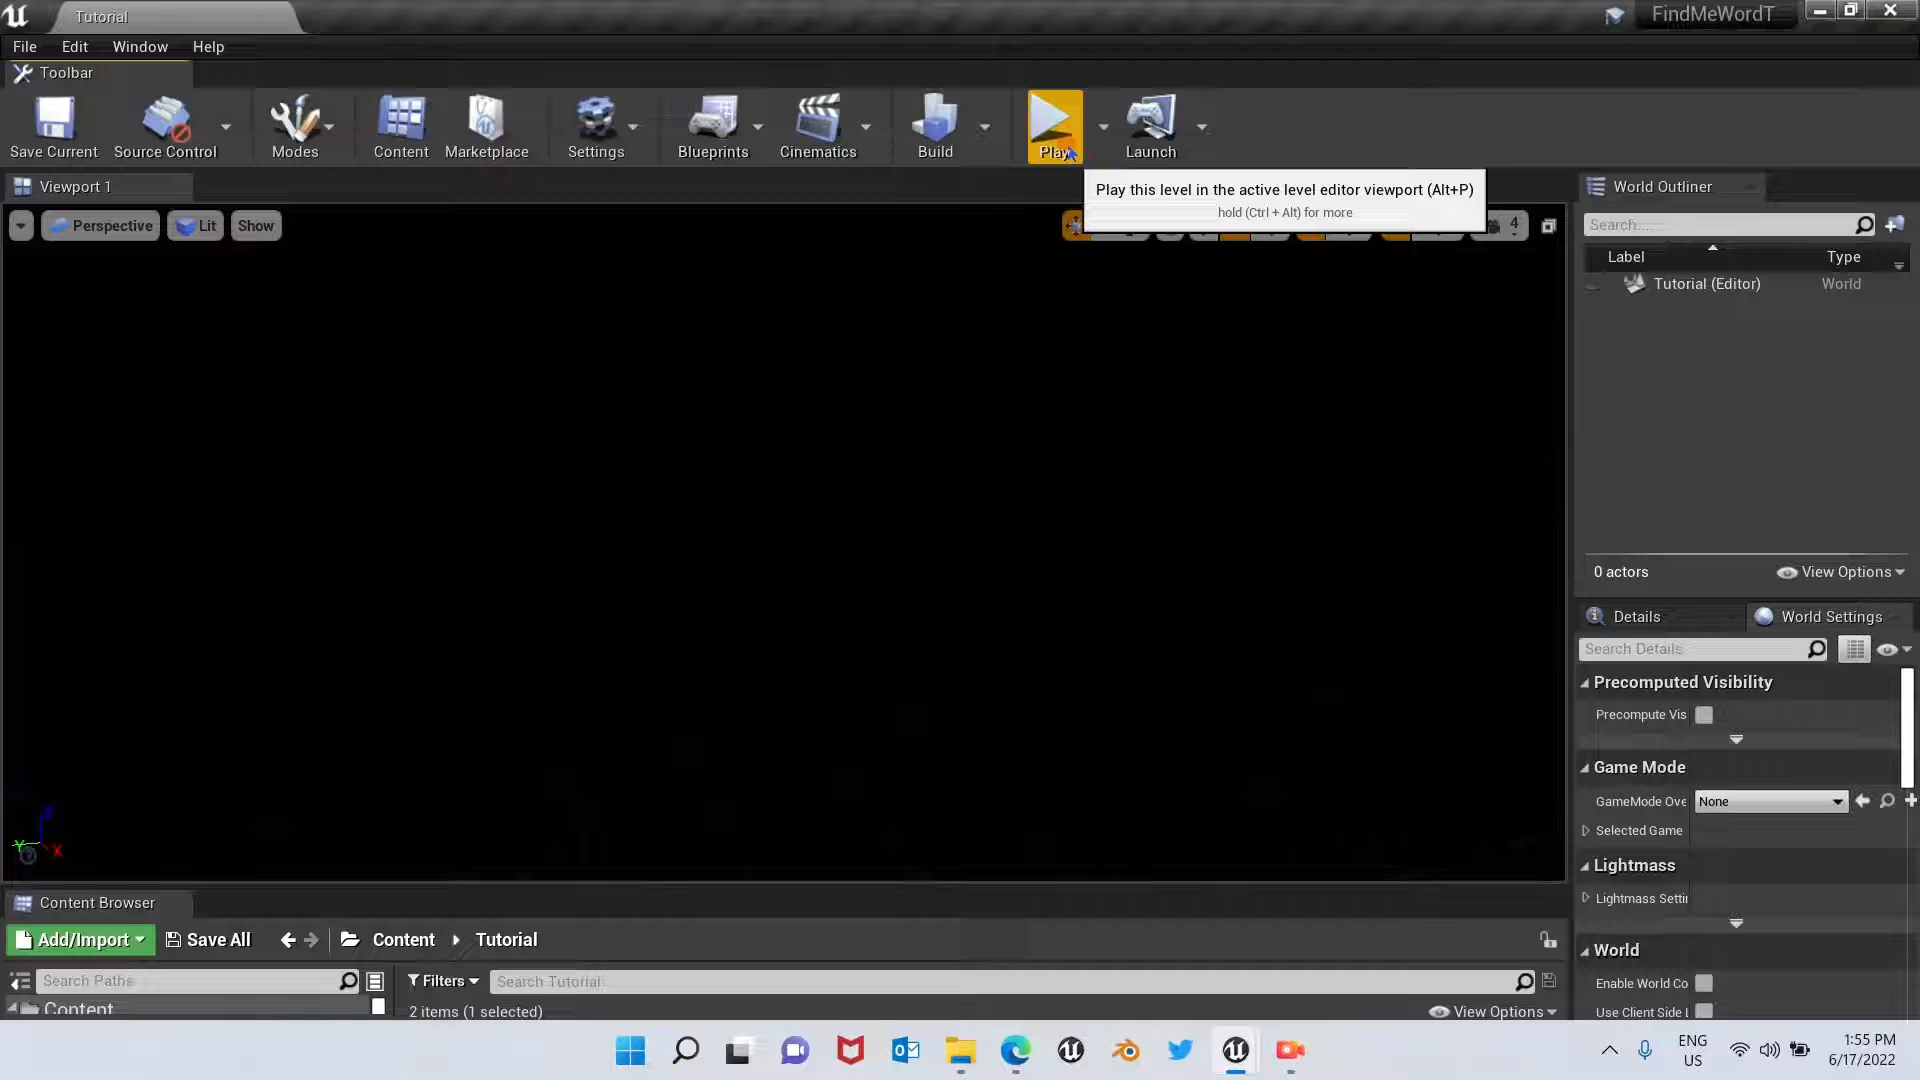 Tutorial
FindMeWordT
File Edit Window Help
Toolbar
Save Current Source Control Modes Content Marketplace Settings Blueprints Cinematics Build Play Launch
Viewport 1
Play this level in the active level editor viewport (Alt+P)
hold (Ctrl + Alt) for more
Perspective Lit Show
4
World Outliner
Search...
Label Type
Tutorial (Editor) World
0 actors View Options
Details World Settings
Search Details
Precomputed Visibility
Precompute Vis
Game Mode
GameMode Ove None
Selected Game
Lightmass
Lightmass Setti
World
Enable World Co
Use Client Side L
Z
Y
X
Content Browser
Add/Import Save All Content Tutorial
Search Paths Filters Search Tutorial
Content
2 items (1 selected) View Options
ENG
US
1:55 PM
6/17/2022